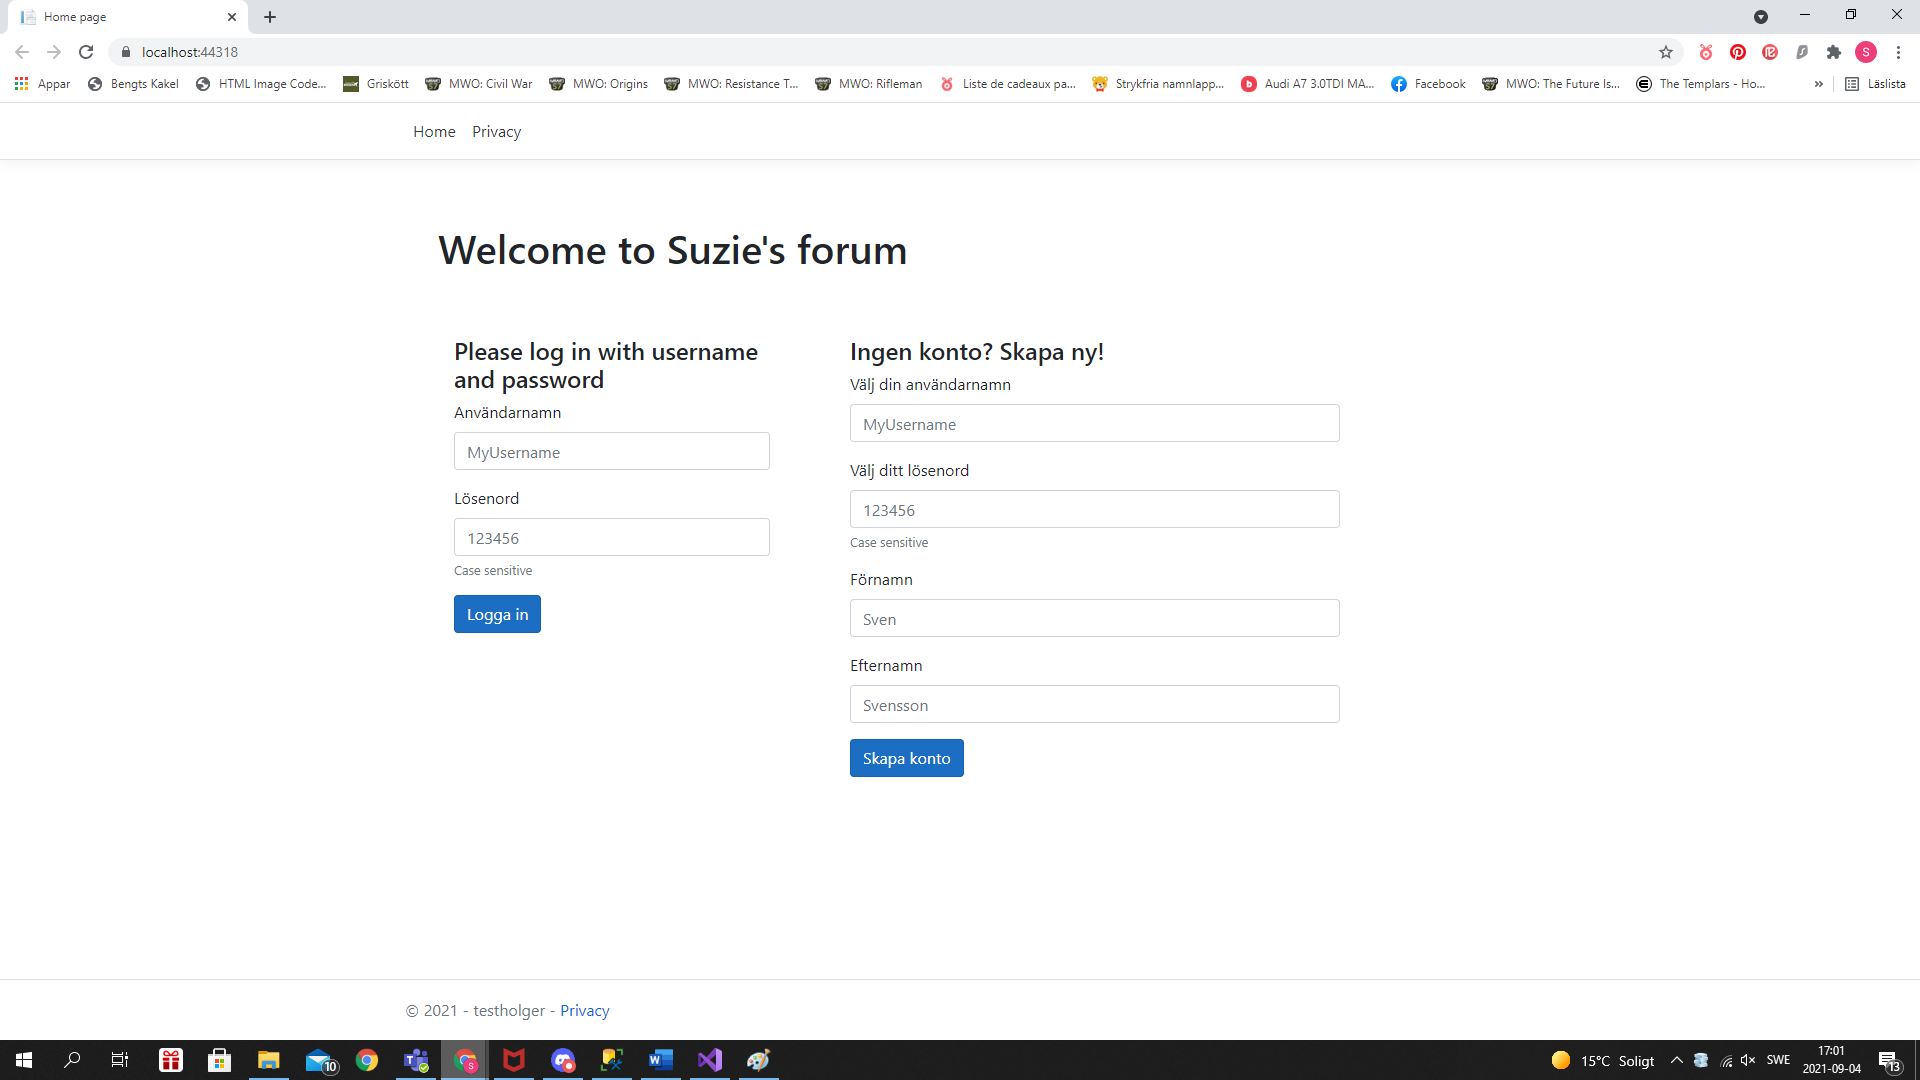 Home page
localhost:44318
Appar
Bengts Kakel
HTML Image Code...
Griskött
MWO: Civil War
MWO: Origins
MWO: Resistance T...
MWO: Rifleman
Liste de cadeaux pa...
Strykfria namnlapp...
Audi A7 3.0TDI MA...
Facebook
MWO: The Future Is...
The Templars - Ho...
»
Läslista
Home
Privacy
Welcome to Suzie's forum
Please log in with username
and password
Användarnamn
MyUsername
Lösenord
123456
Case sensitive
Logga in
Ingen konto? Skapa ny!
Välj din användarnamn
MyUsername
Välj ditt lösenord
123456
Case sensitive
Förnamn
Sven
Efternamn
Svensson
Skapa konto
© 2021 - testholger - Privacy
10
15°C Soligt
SWE
17:01
2021-09-04
13